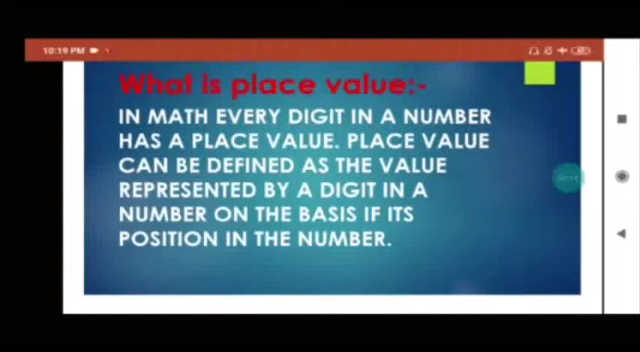 10:19 PM
What is place value:-
IN MATH EVERY DIGIT IN A NUMBER
HAS A PLACE VALUE. PLACE VALUE
CAN BE DEFINED AS THE VALUE
REPRESENTED BY A DIGIT IN A
NUMBER ON THE BASIS IF ITS
POSITION IN THE NUMBER.